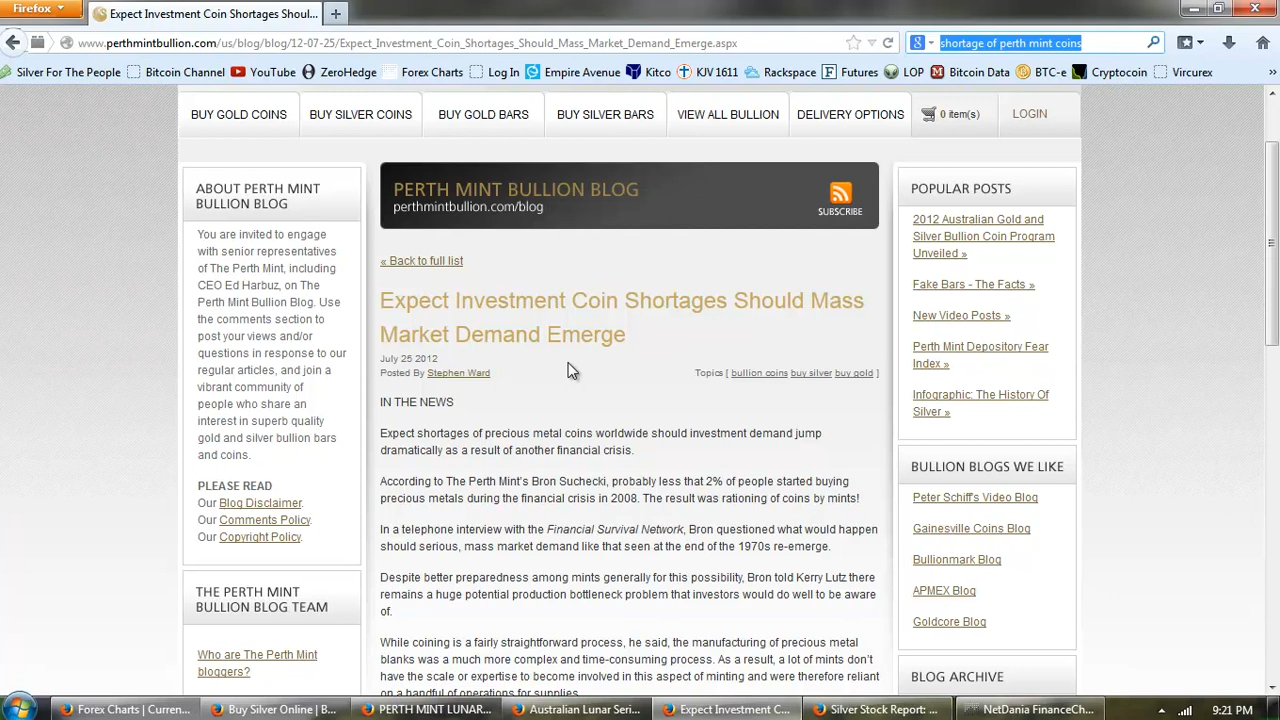 Firefox
Expect Investment Coin Shortages Shoul...
www.perthmintbullion.com/us/blog/blog/12-07-25/Expect_Investment_Coin_Shortages_Should_Mass_Market_Demand_Emerge.aspx
shortage of perth mint coins
Silver For The People
Bitcoin Channel
YouTube
ZeroHedge
Forex Charts
Log In
Empire Avenue
Kitco
KJV 1611
Rackspace
Futures
LOP
Bitcoin Data
BTC-e
Cryptocoin
Vircurex
»
BUY GOLD COINS
BUY SILVER COINS
BUY GOLD BARS
BUY SILVER BARS
VIEW ALL BULLION
DELIVERY OPTIONS
0 item(s)
LOGIN
ABOUT PERTH MINT
BULLION BLOG
You are invited to engage
with senior representatives
of The Perth Mint, including
CEO Ed Harbuz, on The
Perth Mint Bullion Blog. Use
the comments section to
post your views and/or
questions in response to our
regular articles, and join a
vibrant community of
people who share an
interest in superb quality
gold and silver bullion bars
and coins.
PLEASE READ
Our Blog Disclaimer.
Our Comments Policy.
Our Copyright Policy.
THE PERTH MINT
BULLION BLOG TEAM
Who are The Perth Mint
bloggers?
PERTH MINT BULLION BLOG
perthmintbullion.com/blog
SUBSCRIBE
« Back to full list
Expect Investment Coin Shortages Should Mass
Market Demand Emerge
July 25 2012
Posted By Stephen Ward
Topics [ bullion coins buy silver buy gold ]
IN THE NEWS
Expect shortages of precious metal coins worldwide should investment demand jump
dramatically as a result of another financial crisis.
According to The Perth Mint's Bron Suchecki, probably less that 2% of people started buying
precious metals during the financial crisis in 2008. The result was rationing of coins by mints!
In a telephone interview with the Financial Survival Network, Bron questioned what would happen
should serious, mass market demand like that seen at the end of the 1970s re-emerge.
Despite better preparedness among mints generally for this possibility, Bron told Kerry Lutz there
remains a huge potential production bottleneck problem that investors would do well to be aware
of.
While coining is a fairly straightforward process, he said, the manufacturing of precious metal
blanks was a much more complex and time-consuming process. As a result, a lot of mints don't
have the scale or expertise to become involved in this aspect of minting and were therefore reliant
on a handful of operations for supplies.
POPULAR POSTS
2012 Australian Gold and
Silver Bullion Coin Program
Unveiled »
Fake Bars - The Facts »
New Video Posts »
Perth Mint Depository Fear
Index »
Infographic: The History Of
Silver »
BULLION BLOGS WE LIKE
Peter Schiff's Video Blog
Gainesville Coins Blog
Bullionmark Blog
APMEX Blog
Goldcore Blog
BLOG ARCHIVE
Forex Charts | Curren...
Buy Silver Online | B...
PERTH MINT LUNAR...
Australian Lunar Seri...
Expect Investment C...
Silver Stock Report: ...
NetDania FinanceCh...
9:21 PM